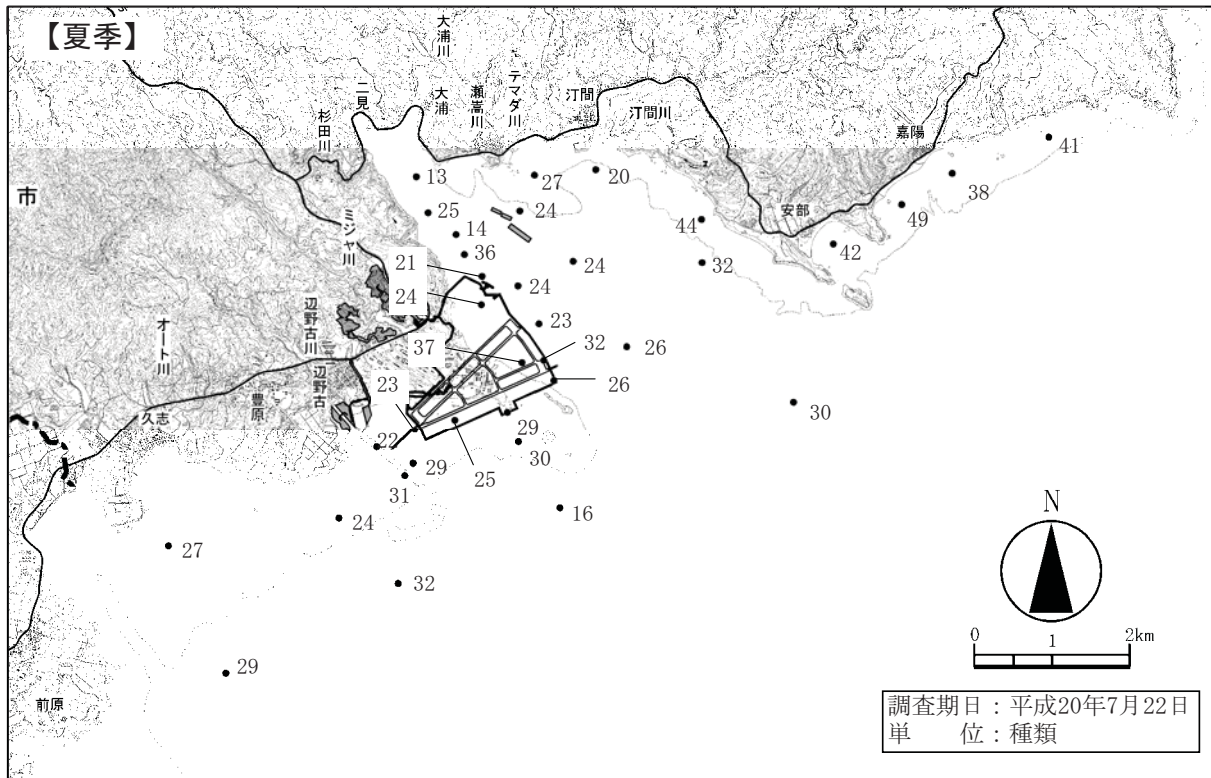 【夏季】
大浦川
大浦
瀬嵩川
テマダ川
汀間
汀間川
二見
杉田川
嘉陽
41
38
49
42
安部
44
32
13
27
20
25
24
14
36
24
21
24
24
23
市
ミジャ川
辺野古川
オート川
37
32
26
26
23
辺野古
豊原
久志
30
22
29
29
30
31
25
24
16
27
32
29
前原
N
0 1 2km
調査期日:平成20年7月22日
単 位:種類